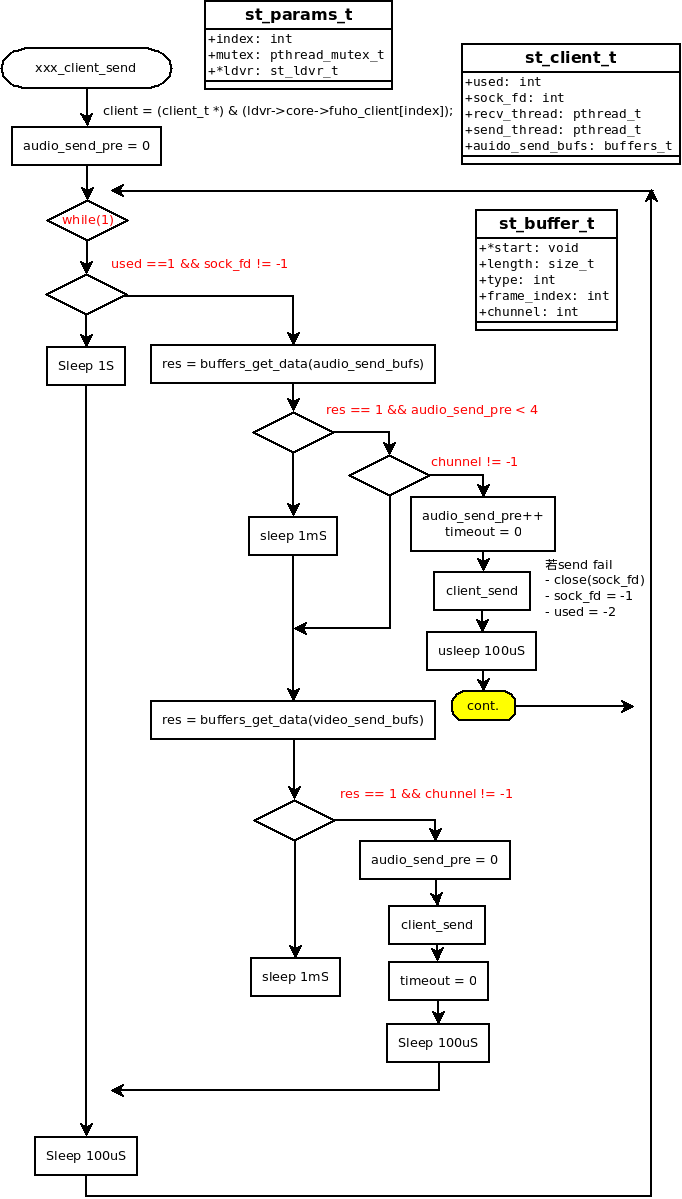 st_params_t
+index: int
+mutex: pthread_mutex_t
+*ldvr: st_ldvr_t
xxx_client_send
client = (client_t *) & (ldvr->core->fuho_client[index]);
st_client_t
+used: int
+sock_fd: int
+recv_thread: pthread_t
+send_thread: pthread_t
+auido_send_bufs: buffers_t
audio_send_pre = 0
while(1)
st_buffer_t
+*start: void
+length: size_t
+type: int
+frame_index: int
+chunnel: int
used ==1 && sock_fd != -1
Sleep 1S
res = buffers_get_data(audio_send_bufs)
res == 1 && audio_send_pre < 4
chunnel != -1
audio_send_pre++
timeout = 0
sleep 1mS
client_send
若send fail
- close(sock_fd)
- sock_fd = -1
- used = -2
usleep 100uS
cont.
res = buffers_get_data(video_send_bufs)
res == 1 && chunnel != -1
audio_send_pre = 0
client_send
sleep 1mS
timeout = 0
Sleep 100uS
Sleep 100uS